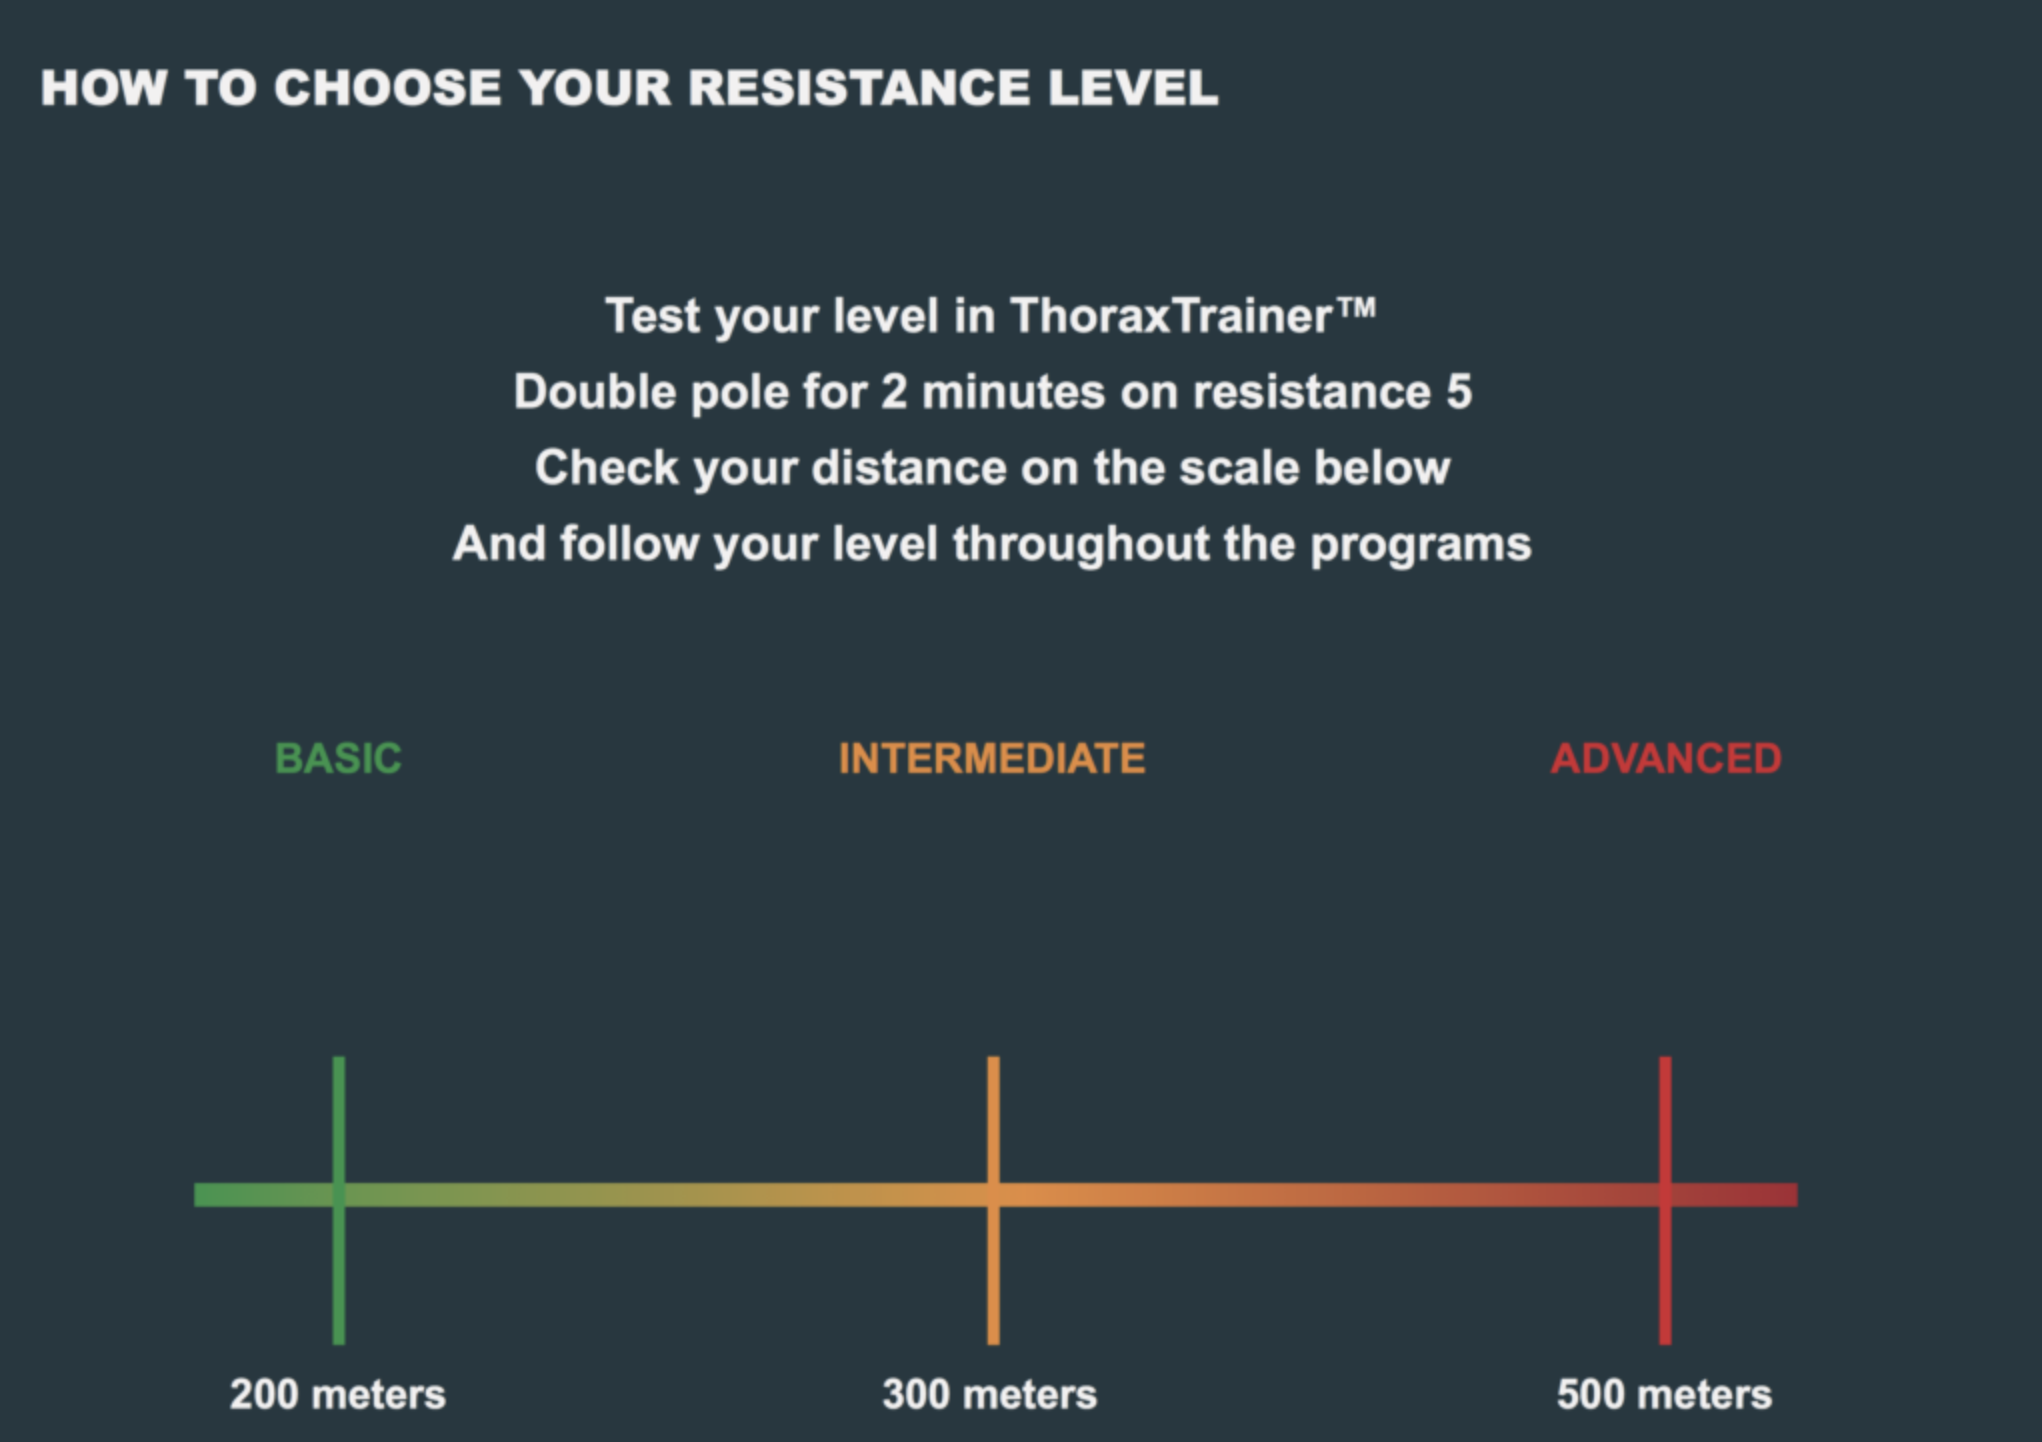 HOW TO CHOOSE YOUR RESISTANCE LEVEL
Test your level in ThoraxTrainer™
Double pole for 2 minutes on resistance 5
Check your distance on the scale below
And follow your level throughout the programs
BASIC INTERMEDIATE ADVANCED
200 meters 300 meters 500 meters